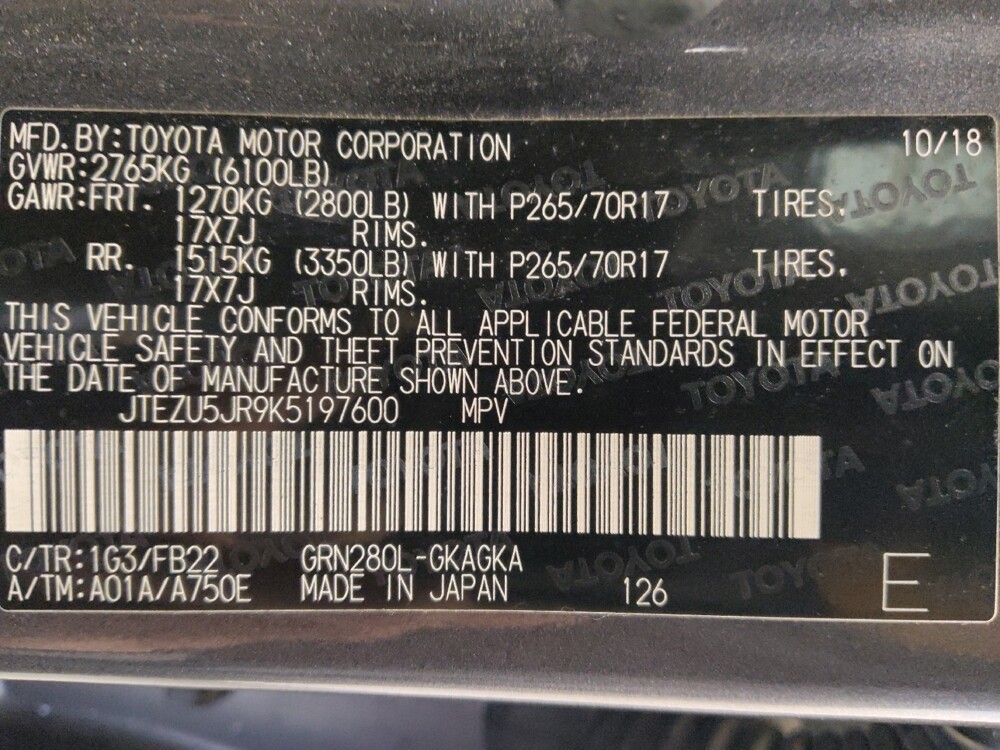 MFD.BY:TOYOTA MOTOR CORPORATION 10/18
GVWR:2765KG (6100LB)
GAWR:FRT. 1270KG (2800LB) WITH P265/70R17 TIRES,
17X7J RIMS.
RR. 1515KG (3350LB) WITH P265/70R17 TIRES,
17X7J RIMS.
THIS VEHICLE CONFORMS TO ALL APPLICABLE FEDERAL MOTOR
VEHICLE SAFETY AND THEFT PREVENTION STANDARDS IN EFFECT ON
THE DATE OF MANUFACTURE SHOWN ABOVE.
JTEZU5JR9K5197600 MPV
C/TR:1G3/FB22 GRN280L-GKAGKA
A/TM:A01A/A750E MADE IN JAPAN 126 E